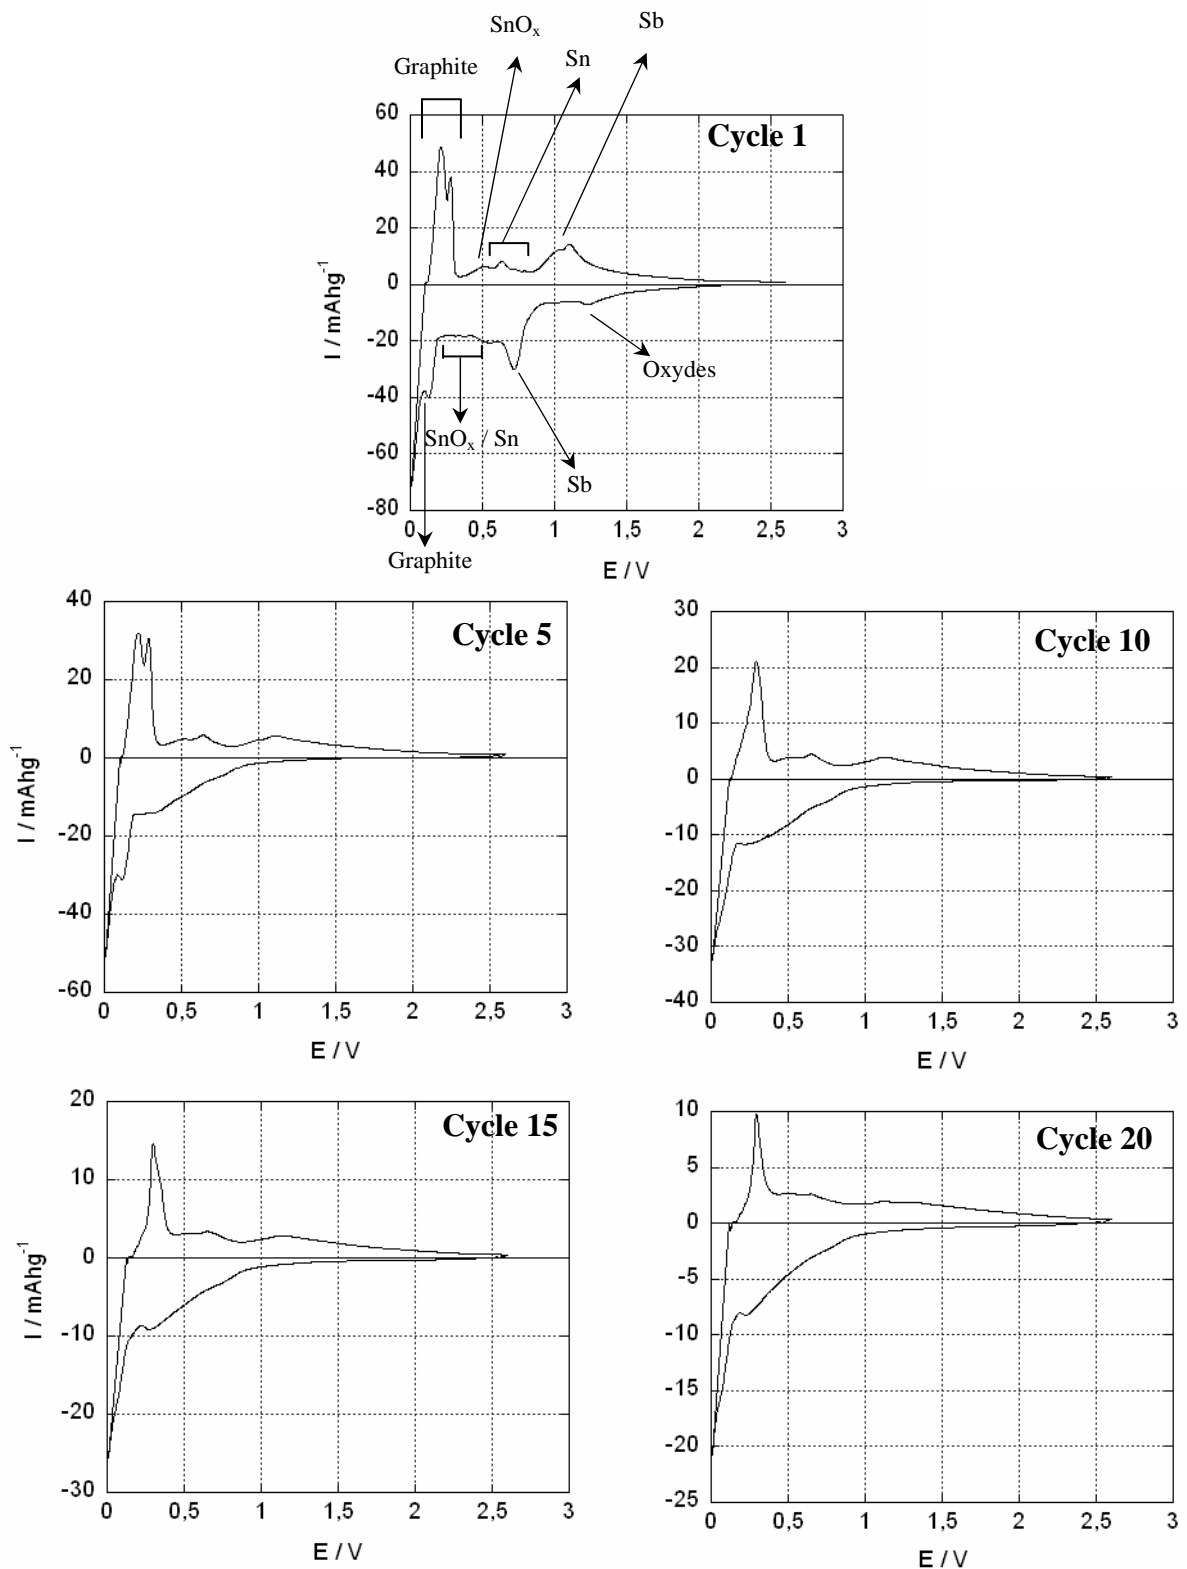 Sb
SnOx
Sn
Graphite
60
Cycle 1
40
20
0
-20
Oxydes
-40
SnOx / Sn
-60
Sb
-80
0 0,5 1 1,5 2 2,5 3
Graphite
E / V
I / mAhg-1
40
Cycle 5
20
0
-20
-40
-60
0 0,5 1 1,5 2 2,5 3
E / V
I / mAhg-1
30
Cycle 10
20
10
0
-10
-20
-30
-40
0 0,5 1 1,5 2 2,5 3
E / V
20
Cycle 15
10
0
-10
-20
-30
0 0,5 1 1,5 2 2,5 3
E / V
I / mAhg-1
10
Cycle 20
5
0
-5
-10
-15
-20
-25
0 0,5 1 1,5 2 2,5 3
E / V